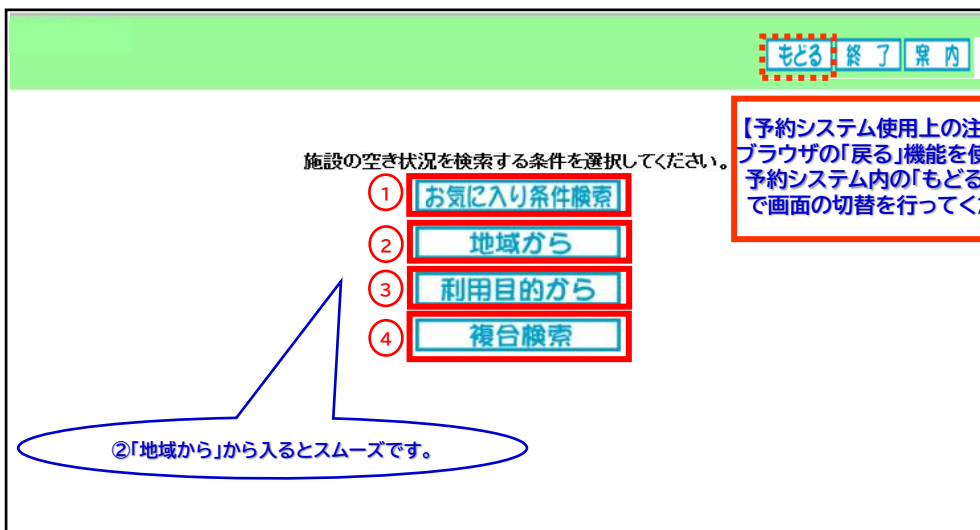 もどる 終了 案内
【予約システム使用上の注
ブラウザの「戻る」機能を使
予約システム内の「もどる
で画面の切替を行ってく
施設の空き状況を検索する条件を選択してください。
① お気に入り条件検索
② 地域から
③ 利用目的から
④ 複合検索
②「地域から」から入るとスムーズです。